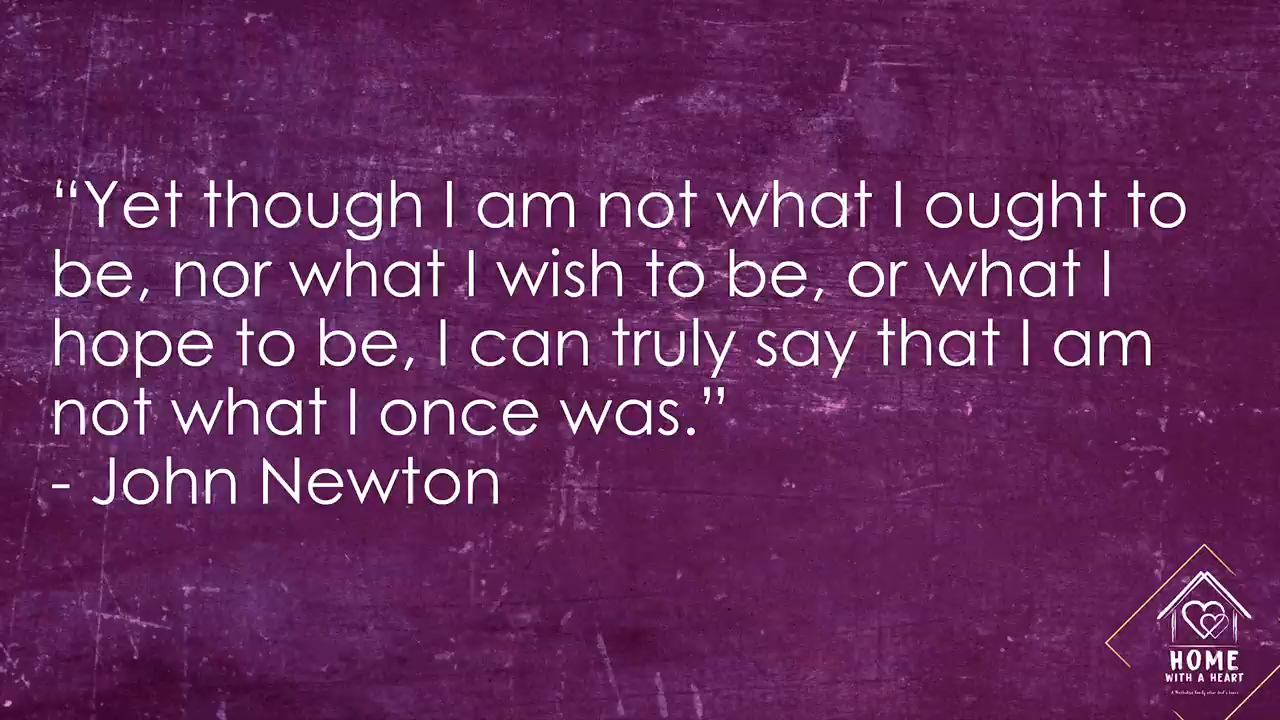 “Yet though I am not what I ought to
be, nor what I wish to be, or what I
hope to be, I can truly say that I am
not what I once was.”
- John Newton
HOME
WITH A HEART